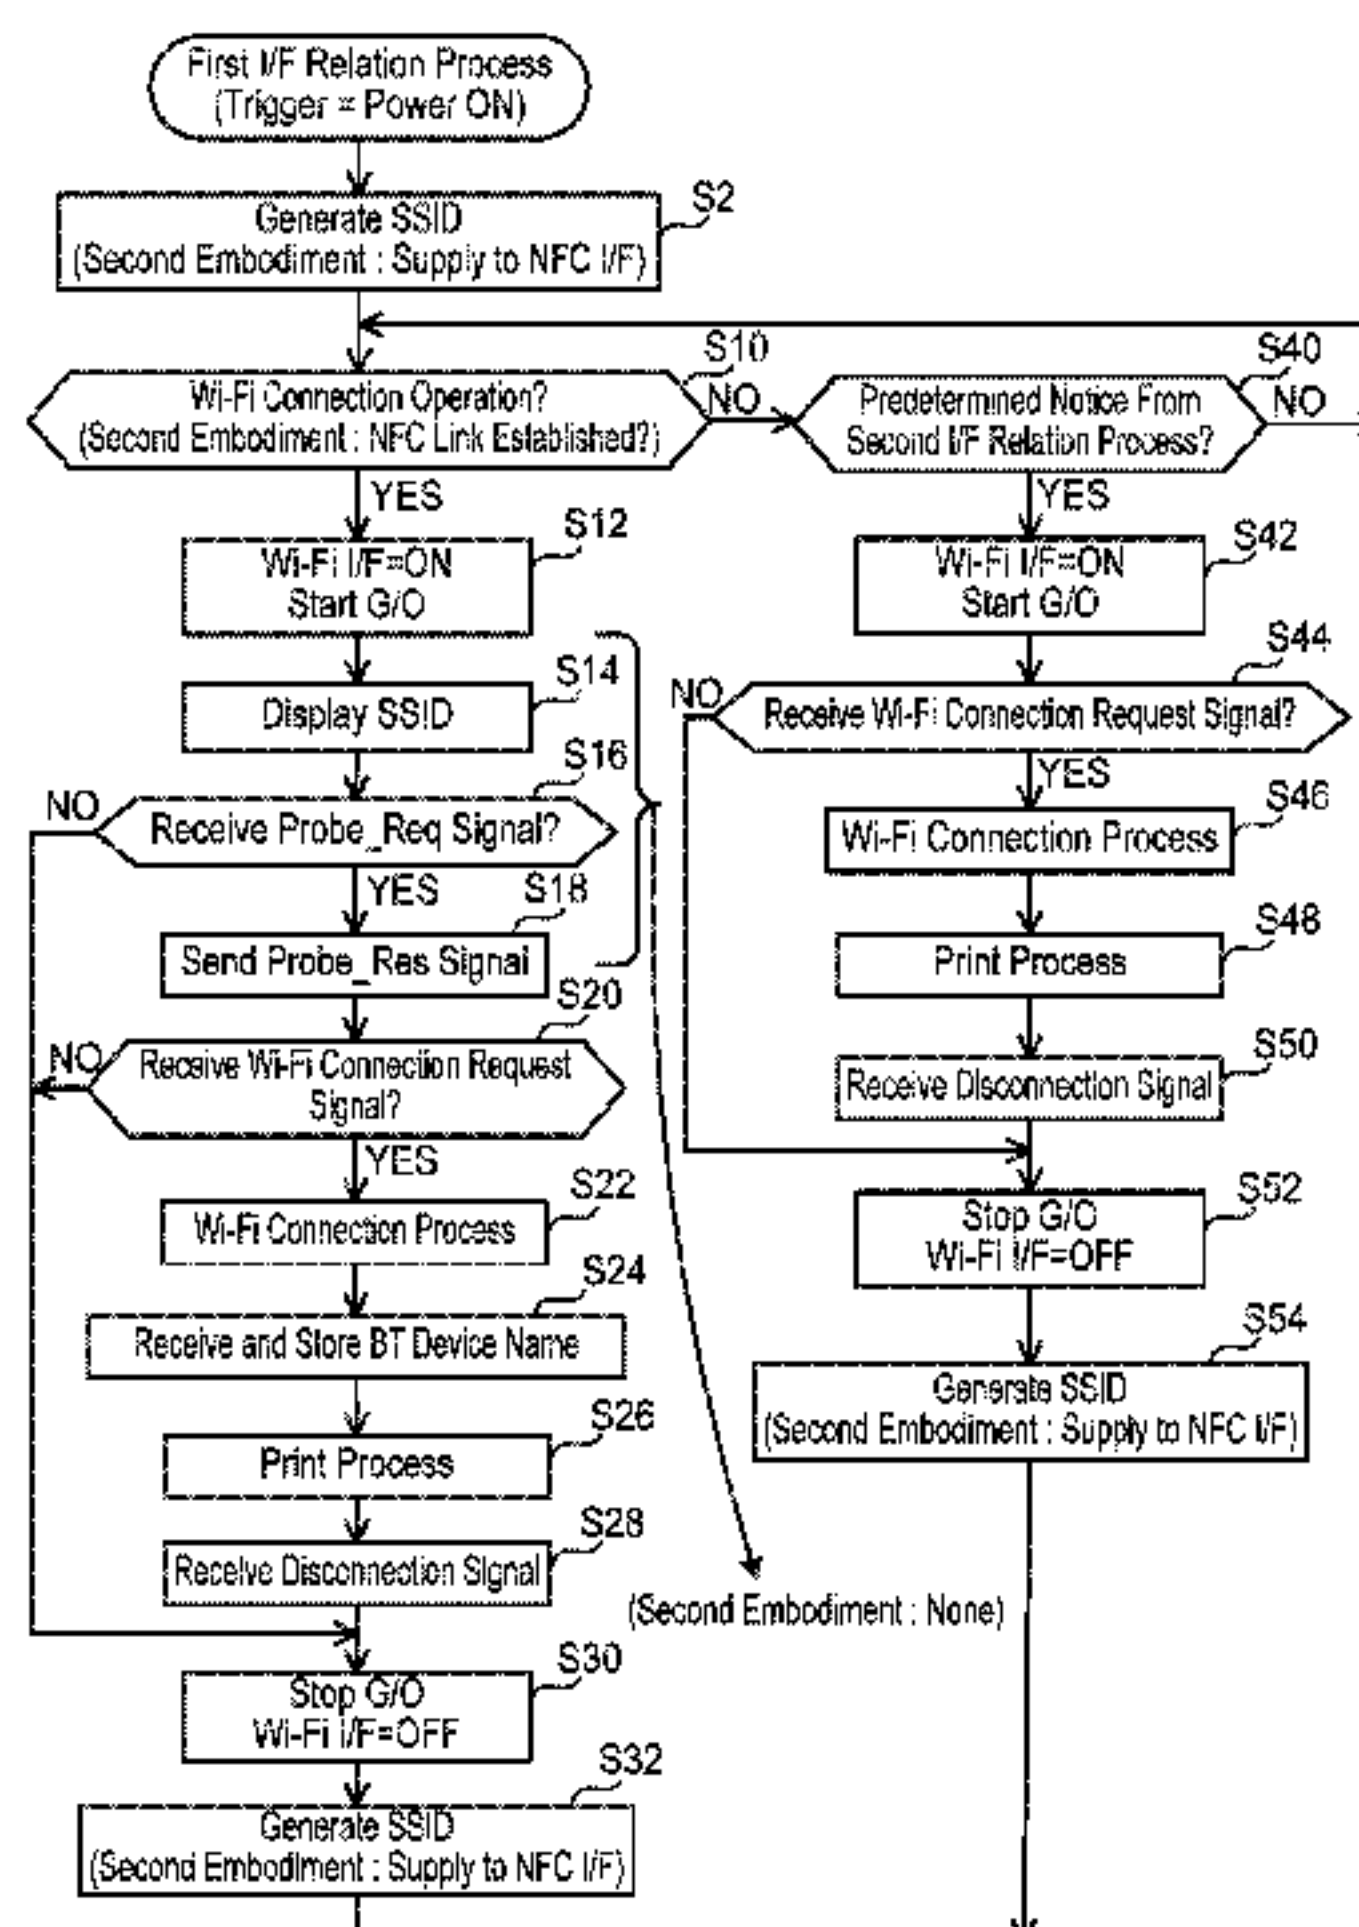 First I/F Relation Process
(Trigger = Power ON)
S2
Generate SSID
(Second Embodiment : Supply to NFC I/F)
S10
Wi-Fi Connection Operation?
(Second Embodiment : NFC Link Established?)
NO
YES
S12
Wi-Fi I/F=ON
Start G/O
S14
Display SSID
S16
NO
Receive Probe_Req Signal?
YES
S18
Send Probe_Res Signal
S20
NO
Receive Wi-Fi Connection Request
Signal?
YES
S22
Wi-Fi Connection Process
S24
Receive and Store BT Device Name
S26
Print Process
S28
Receive Disconnection Signal
S30
Stop G/O
Wi-Fi I/F=OFF
S32
Generate SSID
(Second Embodiment : Supply to NFC I/F)
S40
Predetermined Notice From
Second I/F Relation Process?
NO
YES
S42
Wi-Fi I/F=ON
Start G/O
S44
NO
Receive Wi-Fi Connection Request Signal?
YES
S46
Wi-Fi Connection Process
S48
Print Process
S50
Receive Disconnection Signal
S52
Stop G/O
Wi-Fi I/F=OFF
S54
Generate SSID
(Second Embodiment : Supply to NFC I/F)
(Second Embodiment : None)